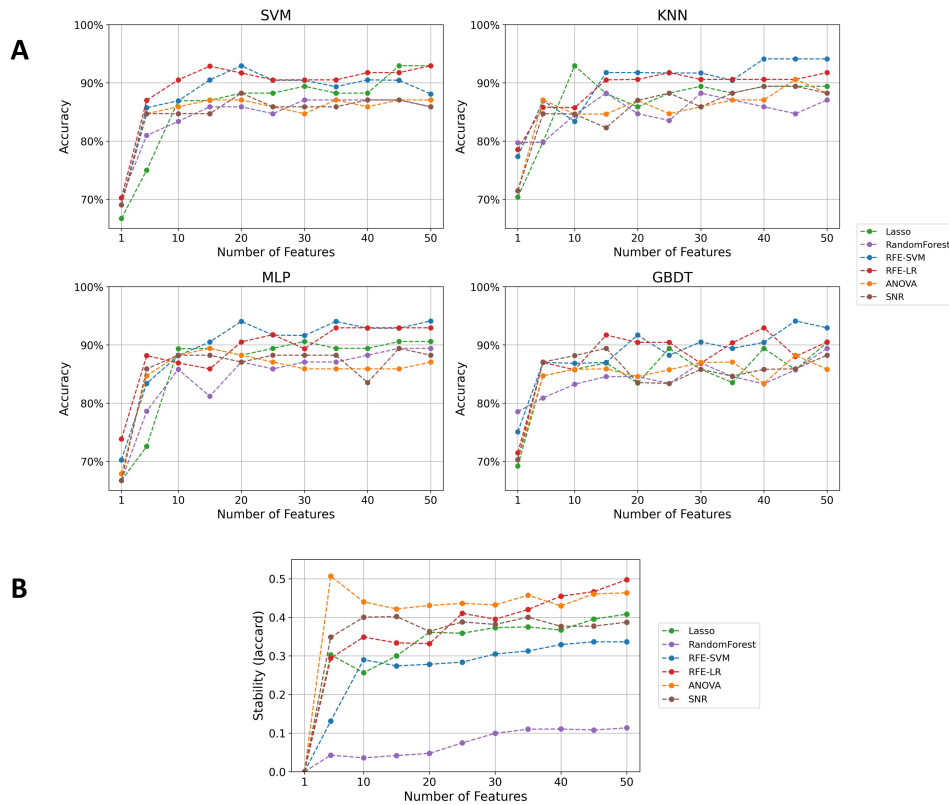 A
SVM
100%
90%
80%
70%
Accuracy
1 10 20 30 40 50
Number of Features
KNN
100%
90%
80%
70%
Accuracy
1 10 20 30 40 50
Number of Features
Lasso
RandomForest
RFE-SVM
RFE-LR
ANOVA
SNR
MLP
100%
90%
80%
70%
Accuracy
1 10 20 30 40 50
Number of Features
GBDT
100%
90%
80%
70%
Accuracy
1 10 20 30 40 50
Number of Features
B
0.5
0.4
0.3
0.2
0.1
0.0
Stability (Jaccard)
1 10 20 30 40 50
Number of Features
Lasso
RandomForest
RFE-SVM
RFE-LR
ANOVA
SNR